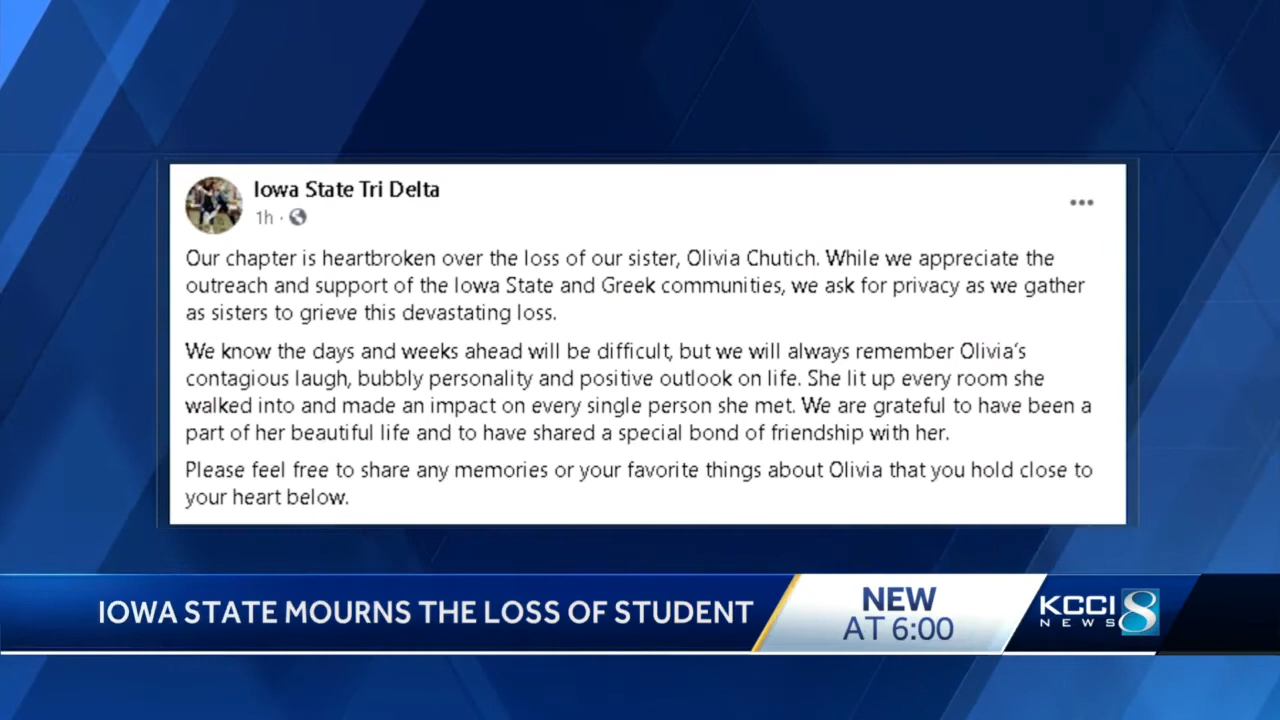 Iowa State Tri Delta
1h ·
Our chapter is heartbroken over the loss of our sister, Olivia Chutich. While we appreciate the
outreach and support of the Iowa State and Greek communities, we ask for privacy as we gather
as sisters to grieve this devastating loss.
We know the days and weeks ahead will be difficult, but we will always remember Olivia's
contagious laugh, bubbly personality and positive outlook on life. She lit up every room she
walked into and made an impact on every single person she met. We are grateful to have been a
part of her beautiful life and to have shared a special bond of friendship with her.
Please feel free to share any memories or your favorite things about Olivia that you hold close to
your heart below.
IOWA STATE MOURNS THE LOSS OF STUDENT
NEW
AT 6:00
KCCI 8
NEWS